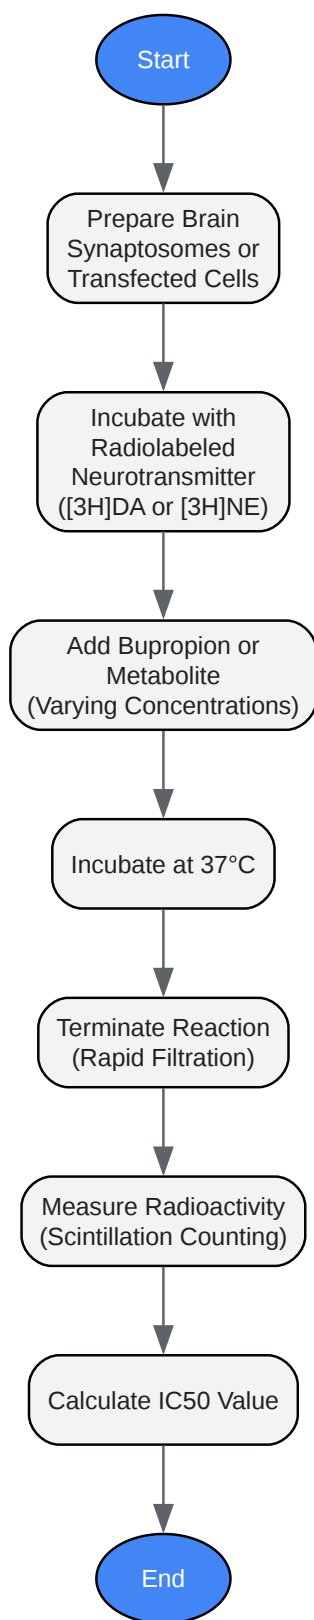 Start
Prepare Brain
Synaptosomes or
Transfected Cells
Incubate with
Radiolabeled
Neurotransmitter
([3H]DA or [3H]NE)
Add Bupropion or
Metabolite
(Varying Concentrations)
Incubate at 37°C
Terminate Reaction
(Rapid Filtration)
Measure Radioactivity
(Scintillation Counting)
Calculate IC50 Value
End